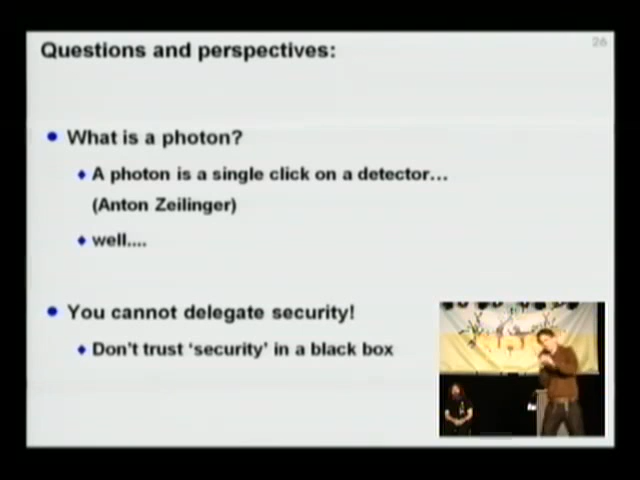 Questions and perspectives:
26
What is a photon?
A photon is a single click on a detector…
(Anton Zeilinger)
well....
You cannot delegate security!
Don't trust ‘security’ in a black box